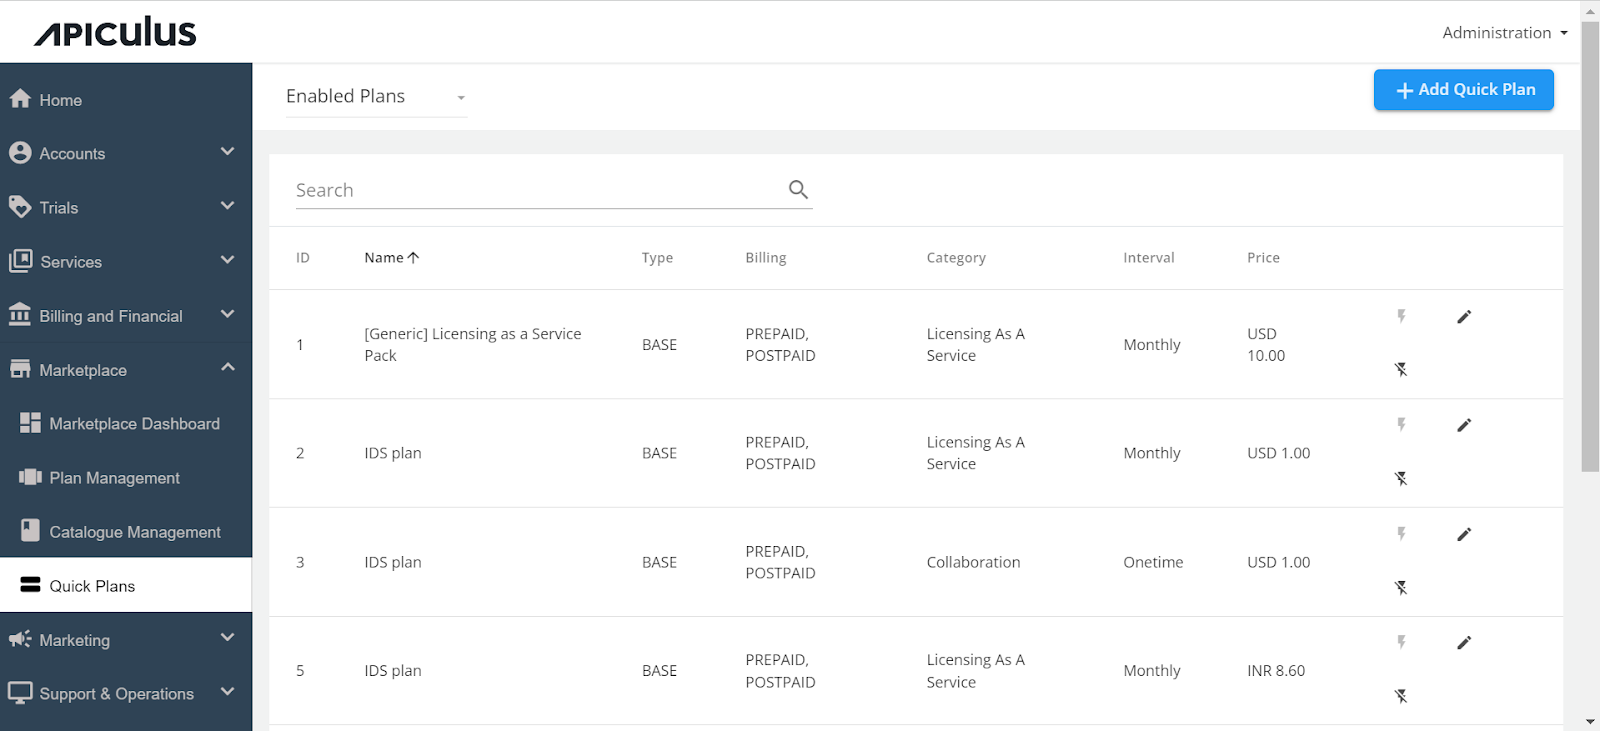 APICULUS
Administration
Home
Accounts
Trials
Services
Billing and Financial
Marketplace
Marketplace Dashboard
Plan Management
Catalogue Management
Quick Plans
Marketing
Support & Operations
Enabled Plans
Add Quick Plan
Search
ID Name Type Billing Category Interval Price
1 [Generic] Licensing as a Service Pack BASE PREPAID, POSTPAID Licensing As A Service Monthly USD 10.00
2 IDS plan BASE PREPAID, POSTPAID Licensing As A Service Monthly USD 1.00
3 IDS plan BASE PREPAID, POSTPAID Collaboration Onetime USD 1.00
5 IDS plan BASE PREPAID, POSTPAID Licensing As A Service Monthly INR 8.60